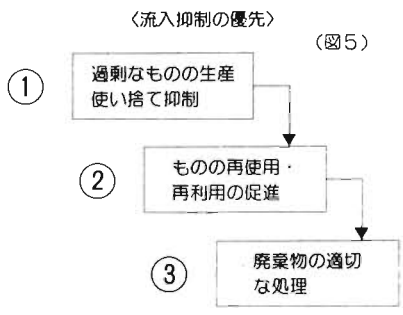 〈流入抑制の優先〉
(図5)
① 過剰なものの生産
使い捨て抑制
② ものの再使用・
再利用の促進
③ 廃棄物の適切
な処理